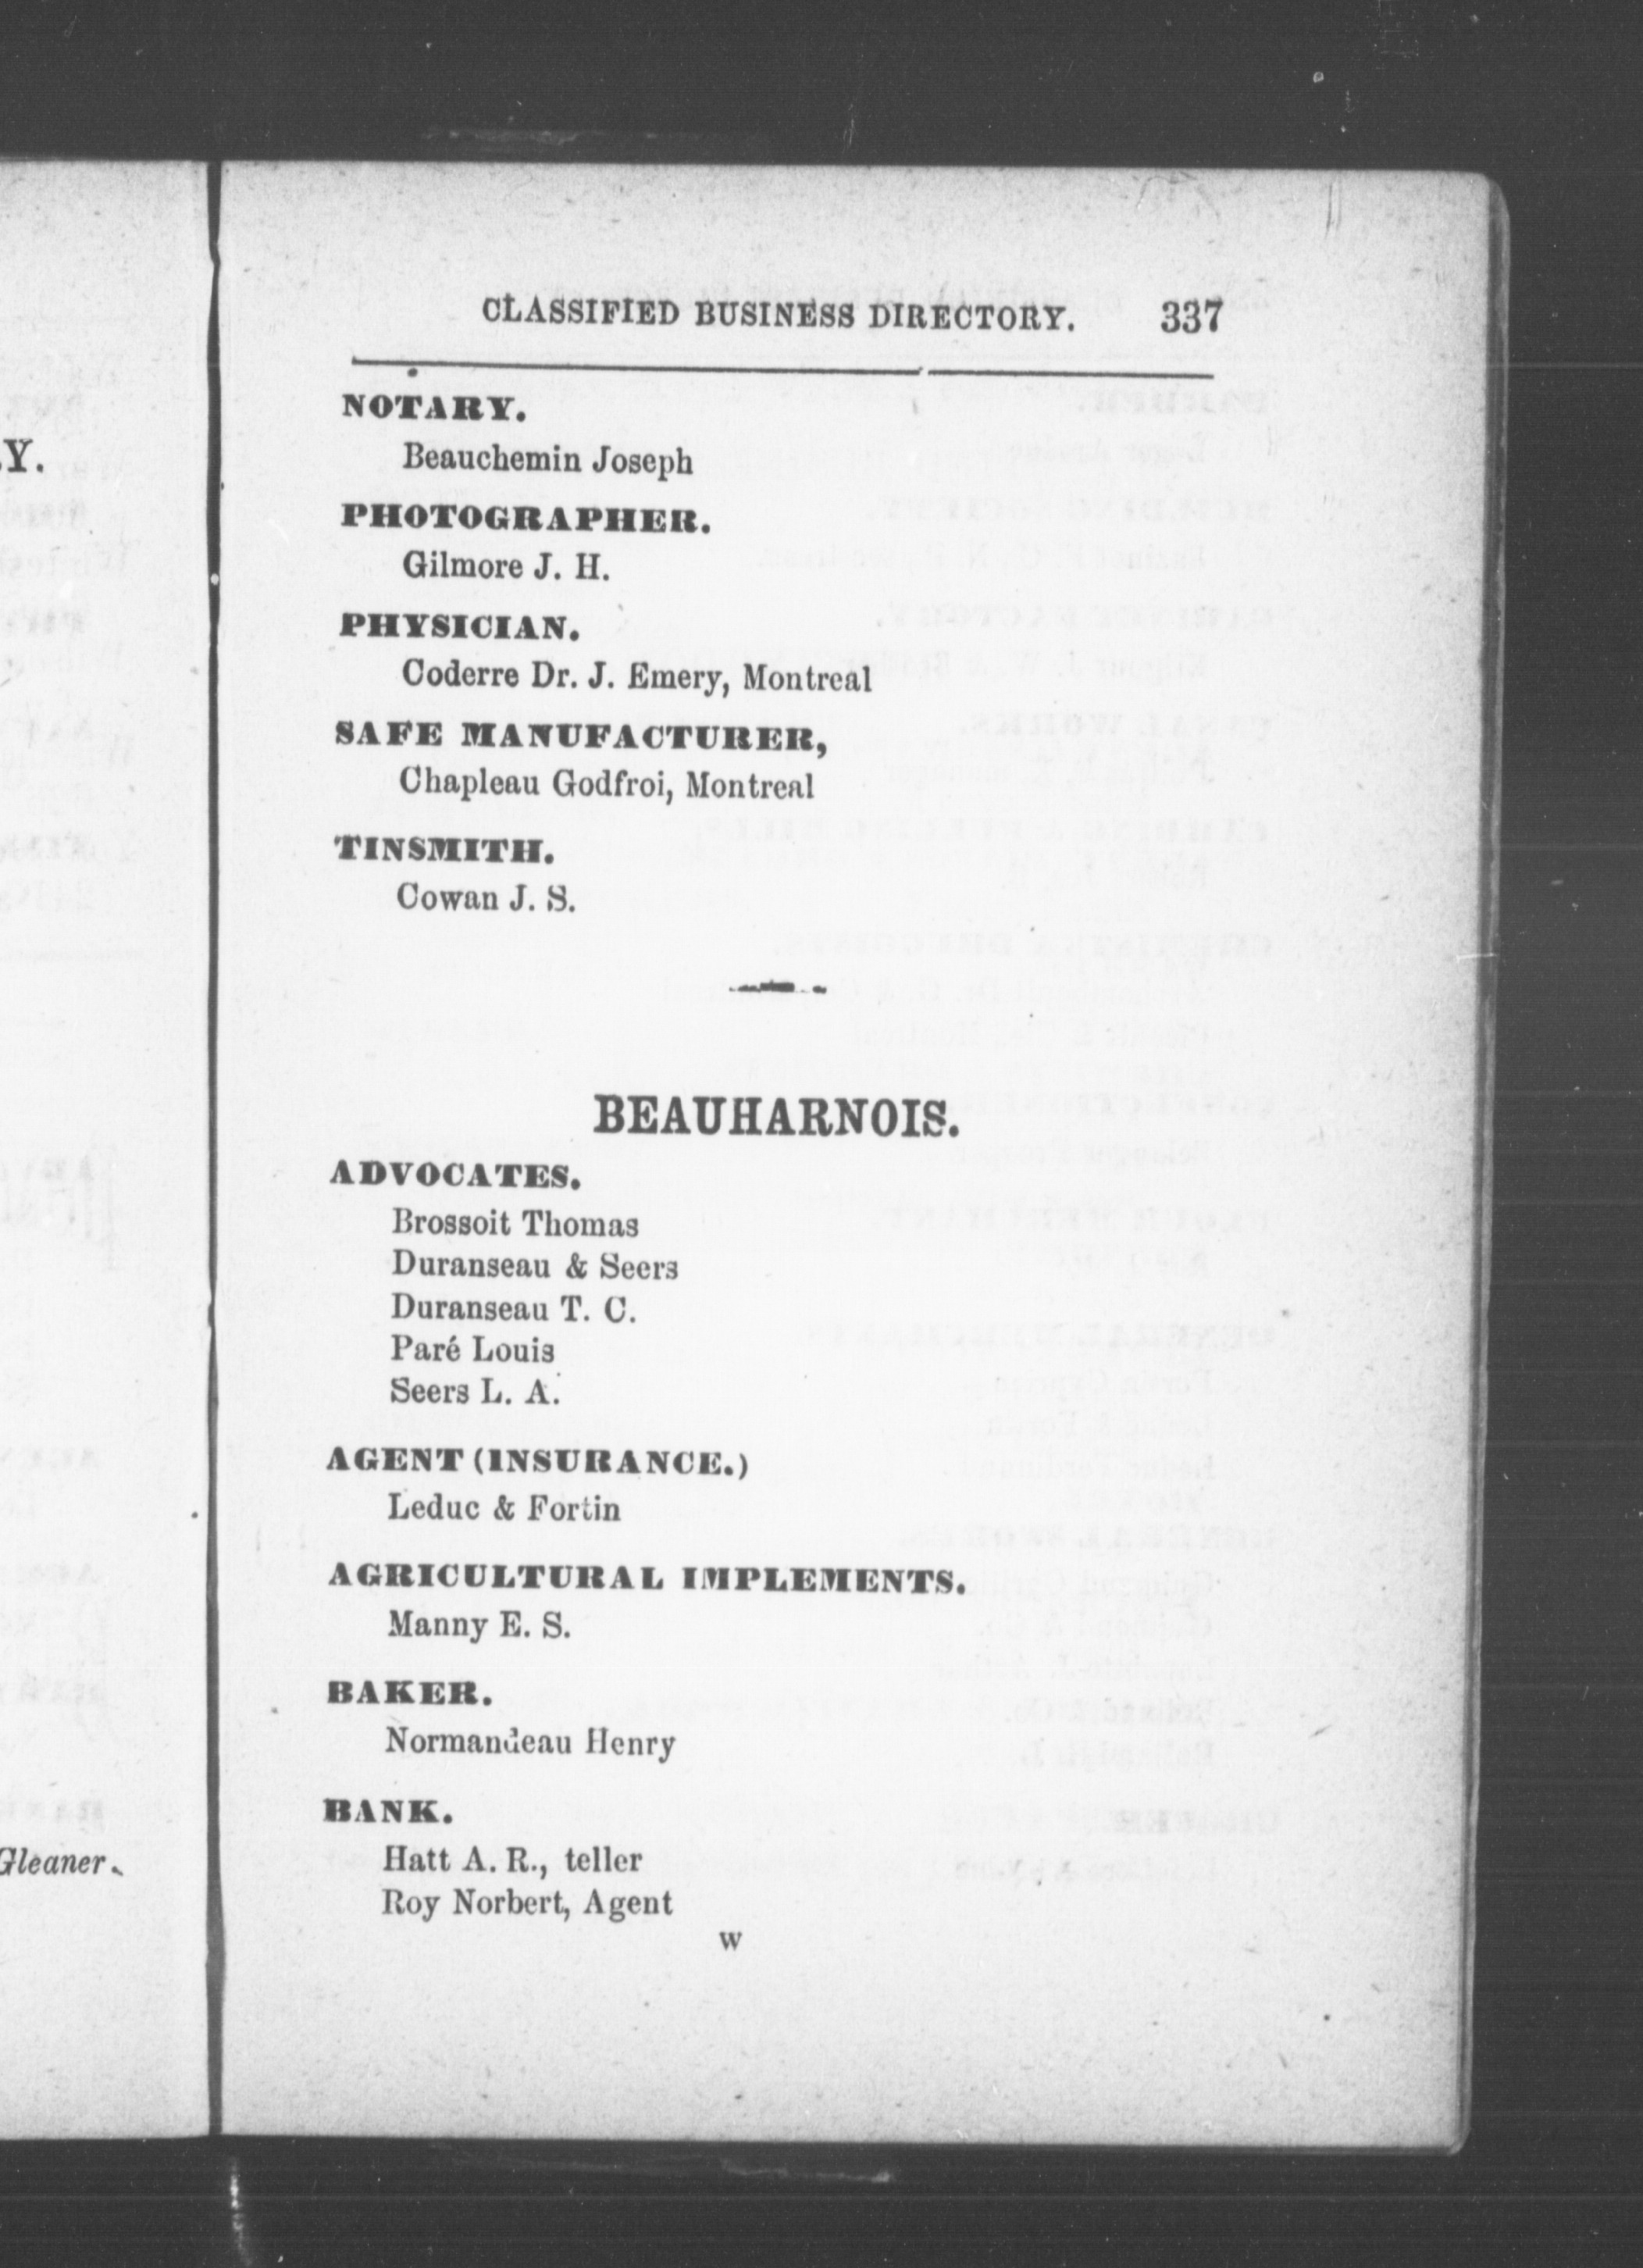 CLASSIFIED BUSINESS DIRECTORY. 337
NOTARY.
Beauchemin Joseph
PHOTOGRAPHER.
Gilmore J. H.
PHYSICIAN.
Coderre Dr. J. Emery, Montreal
SAFE MANUFACTURER,
Chapleau Godfroi, Montreal
TINSMITH.
Cowan J. S.
BEAUHARNOIS.
ADVOCATES.
Brossoit Thomas
Duranseau & Seers
Duranseau T. C.
Paré Louis
Seers L. A.
AGENT (INSURANCE.)
Leduc & Fortin
AGRICULTURAL IMPLEMENTS.
Manny E. S.
BAKER.
Normandeau Henry
BANK.
Hatt A. R., teller
Roy Norbert, Agent
W
Y.
Gleaner.